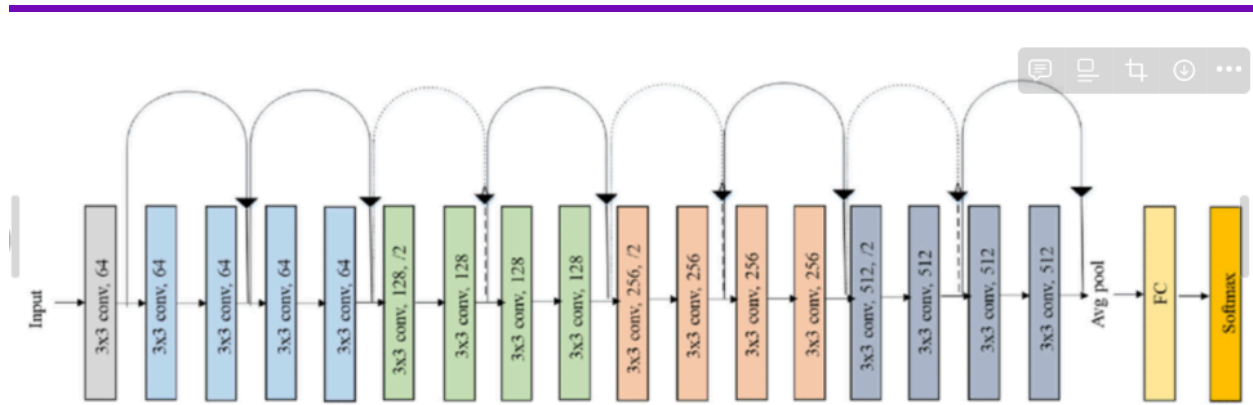 Input
3x3 conv, 64
3x3 conv, 64
3x3 conv, 64
3x3 conv, 64
3x3 conv, 64
3x3 conv, 128, /2
3x3 conv, 128
3x3 conv, 128
3x3 conv, 128
3x3 conv, 256, /2
3x3 conv, 256
3x3 conv, 256
3x3 conv, 256
3x3 conv, 512, /2
3x3 conv, 512
3x3 conv, 512
3x3 conv, 512
Avg pool
FC
Softmax